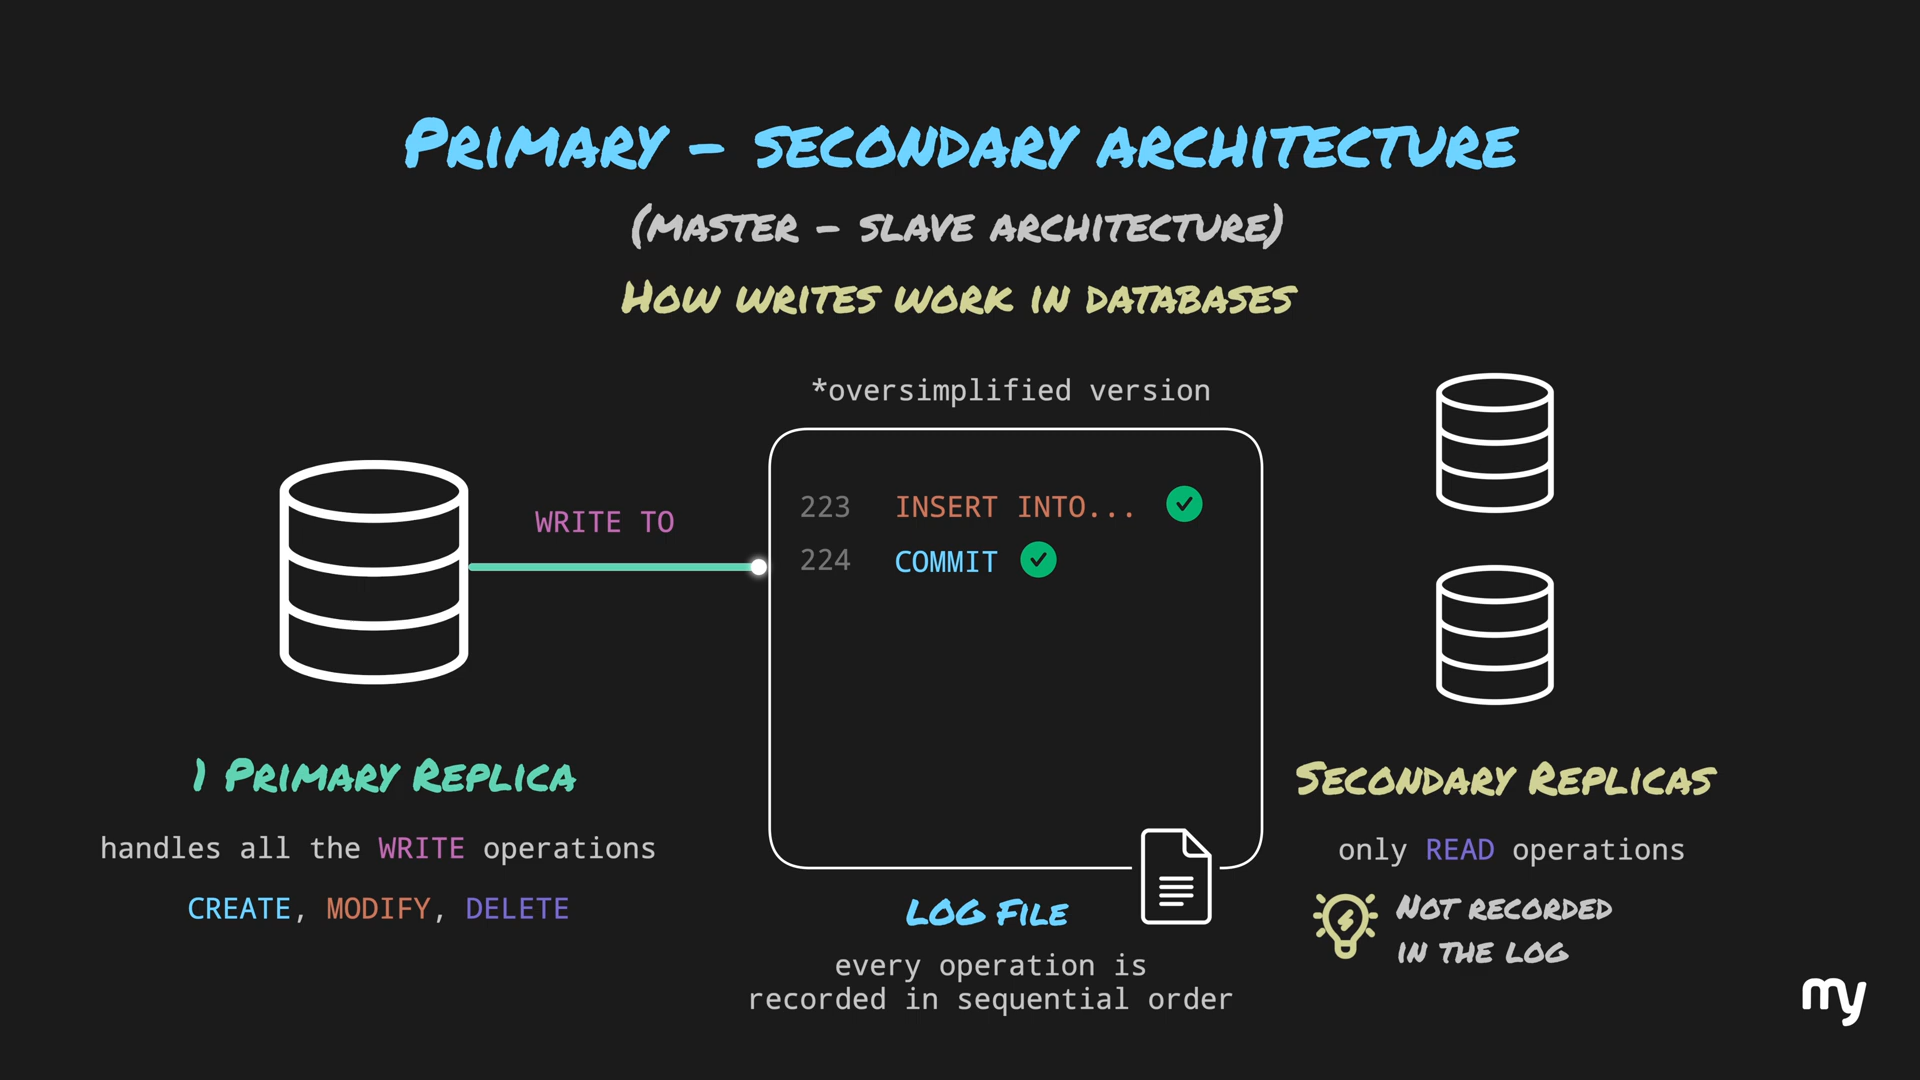 Primary - secondary architecture
(master - slave architecture)
How writes work in databases
*oversimplified version
WRITE TO
223 INSERT INTO...
224 COMMIT
1 Primary Replica
handles all the WRITE operations
CREATE, MODIFY, DELETE
LOG File
every operation is
recorded in sequential order
Secondary Replicas
only READ operations
Not recorded
in the log
my